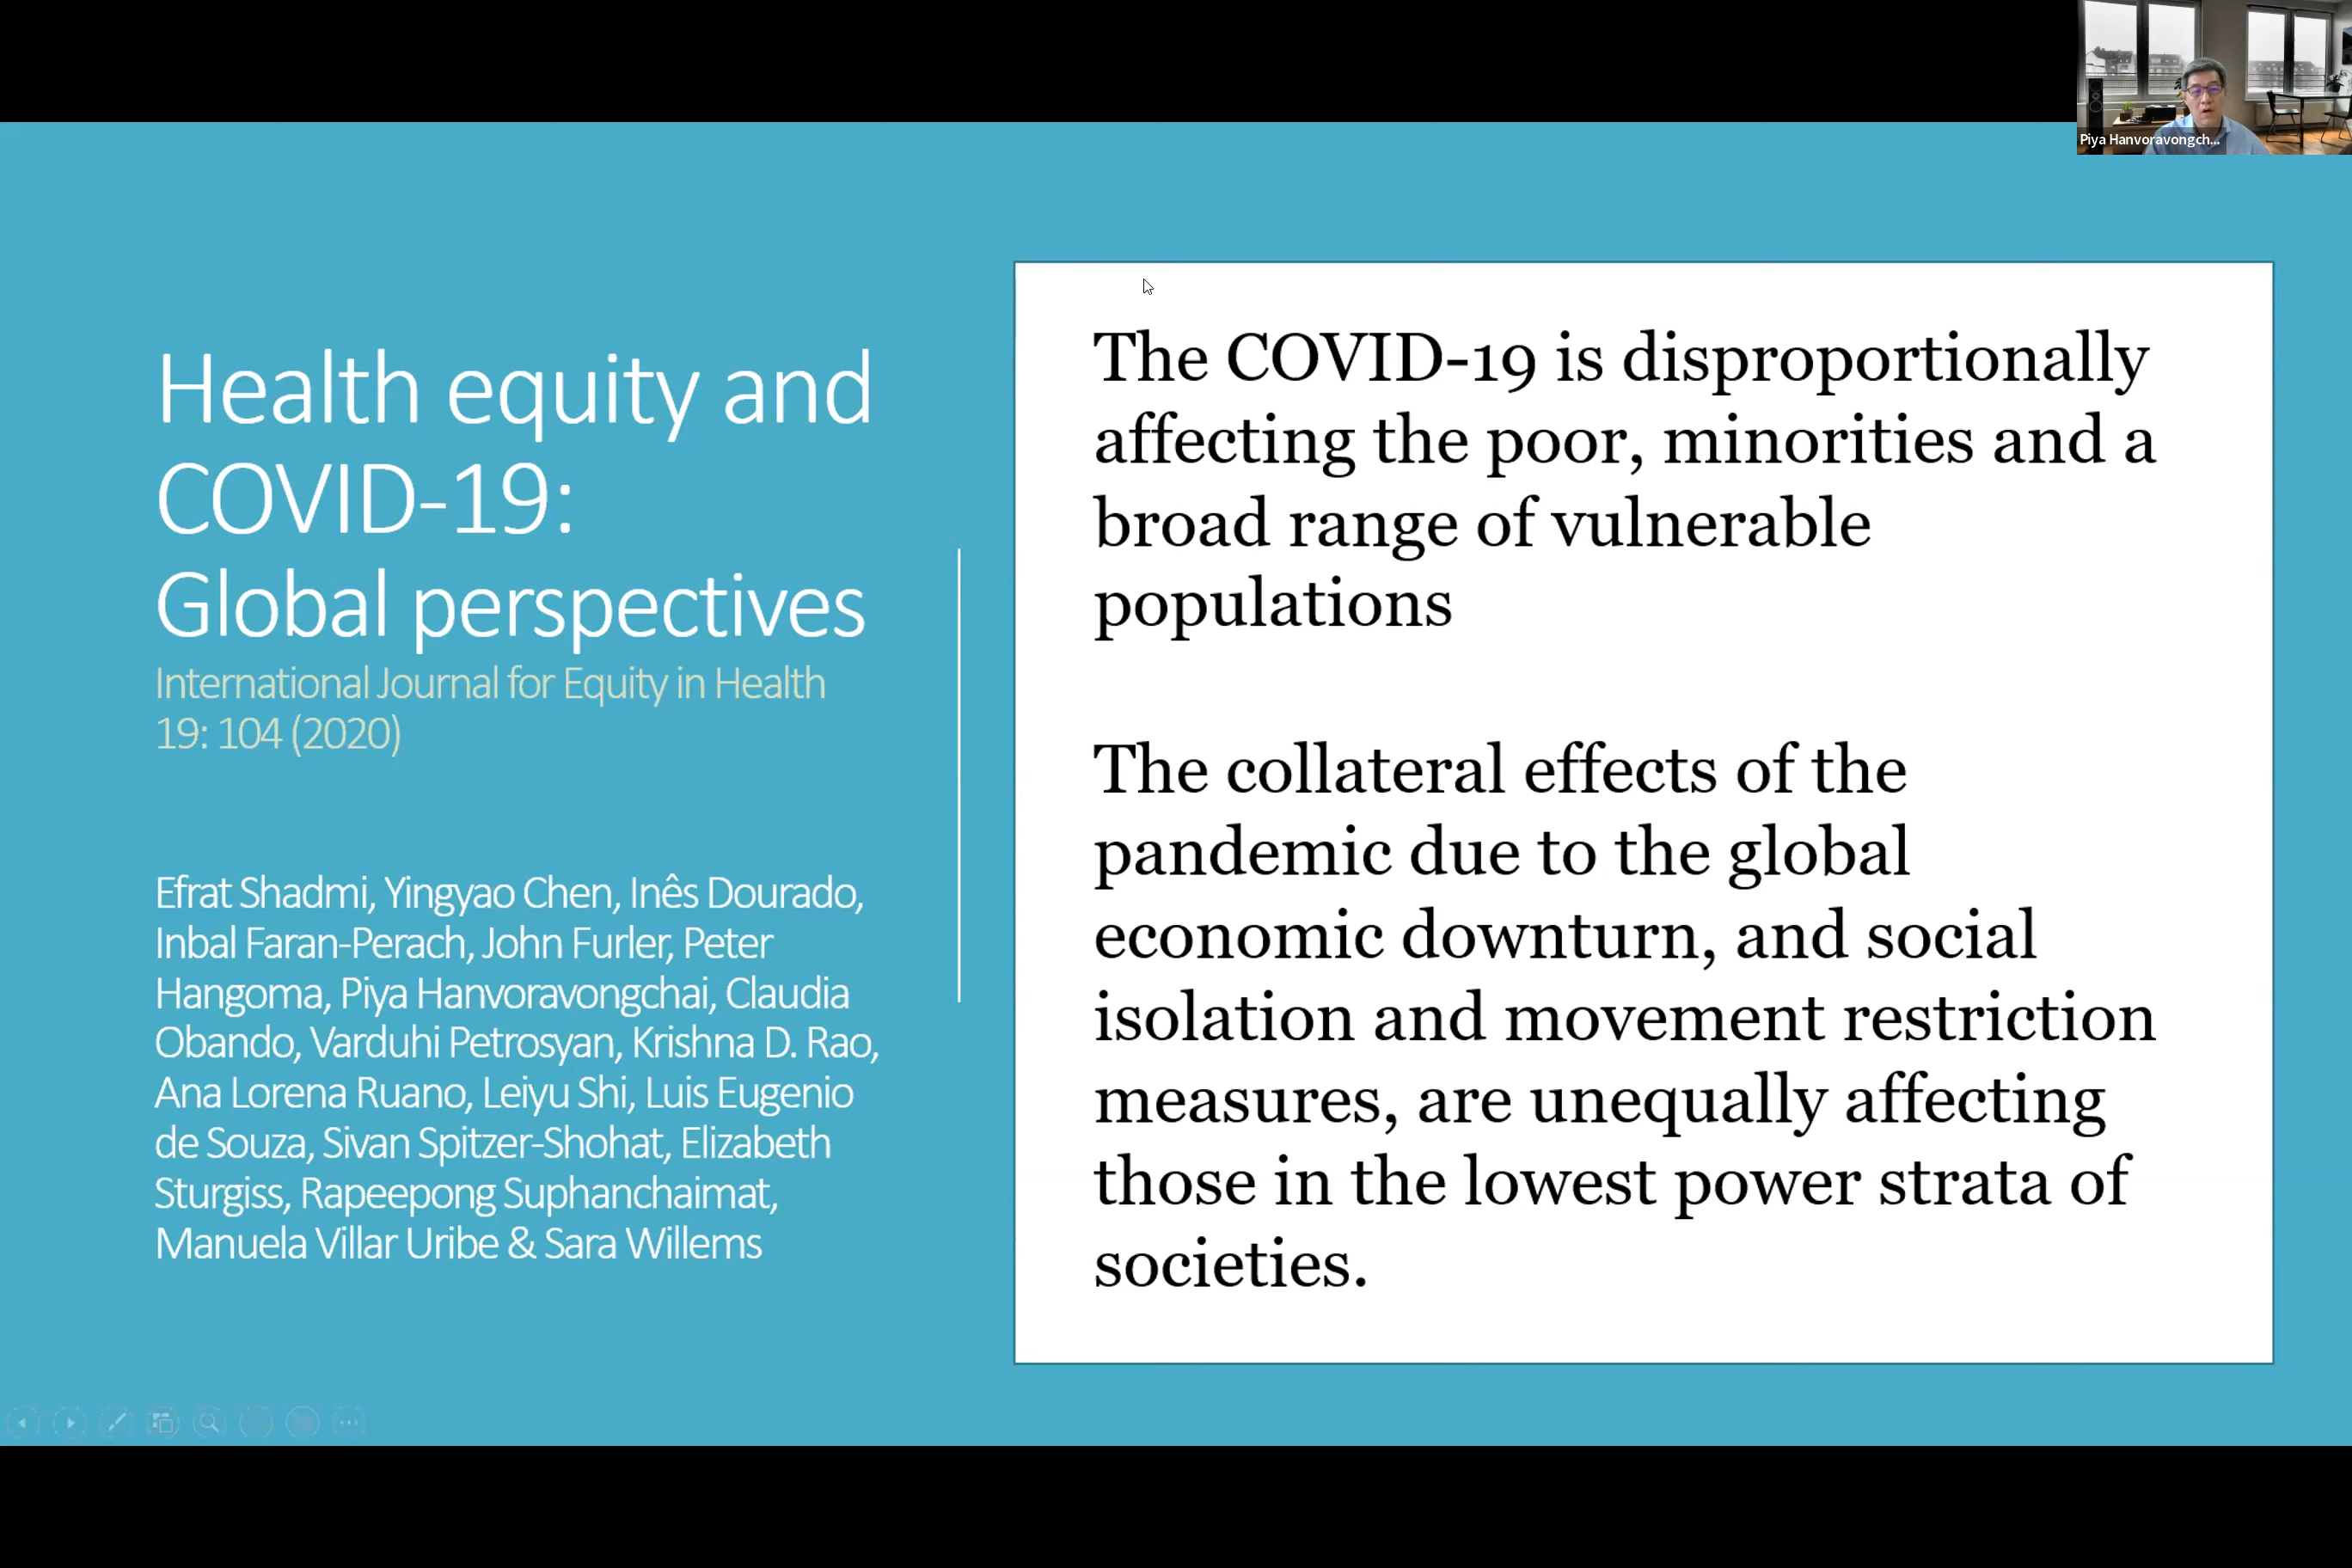 Piya Hanvoravongch...
Health equity and
COVID-19:
Global perspectives
International Journal for Equity in Health
19: 104 (2020)
Efrat Shadmi, Yingyao Chen, Inês Dourado,
Inbal Faran-Perach, John Furler, Peter
Hangoma, Piya Hanvoravongchai, Claudia
Obando, Varduhi Petrosyan, Krishna D. Rao,
Ana Lorena Ruano, Leiyu Shi, Luis Eugenio
de Souza, Sivan Spitzer-Shohat, Elizabeth
Sturgiss, Rapeepong Suphanchaimat,
Manuela Villar Uribe & Sara Willems
The COVID-19 is disproportionally
affecting the poor, minorities and a
broad range of vulnerable
populations
The collateral effects of the
pandemic due to the global
economic downturn, and social
isolation and movement restriction
measures, are unequally affecting
those in the lowest power strata of
societies.